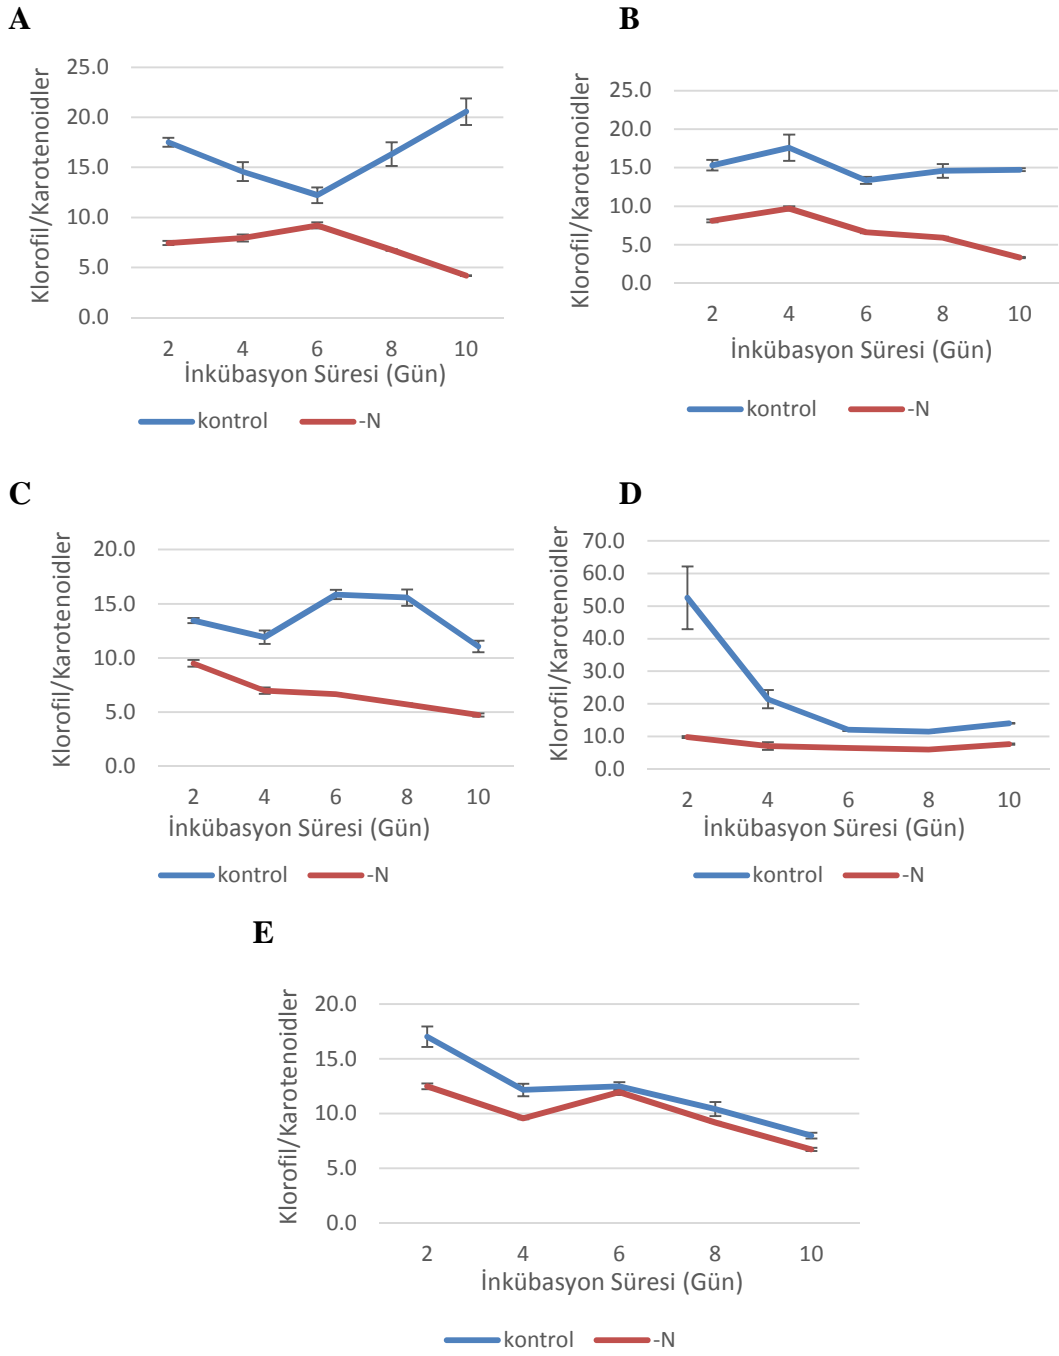 A
Klorofil/Karotenoidler
25.0
20.0
15.0
10.0
5.0
0.0
2 4 6 8 10
İnkübasyon Süresi (Gün)
kontrol -N
B
Klorofil/Karotenoidler
25.0
20.0
15.0
10.0
5.0
0.0
2 4 6 8 10
İnkübasyon Süresi (Gün)
kontrol -N
C
Klorofil/Karotenoidler
20.0
15.0
10.0
5.0
0.0
2 4 6 8 10
İnkübasyon Süresi (Gün)
kontrol -N
D
Klorofil/Karotenoidler
70.0
60.0
50.0
40.0
30.0
20.0
10.0
0.0
2 4 6 8 10
İnkübasyon Süresi (Gün)
kontrol -N
E
Klorofil/Karotenoidler
20.0
15.0
10.0
5.0
0.0
2 4 6 8 10
İnkübasyon Süresi (Gün)
kontrol -N